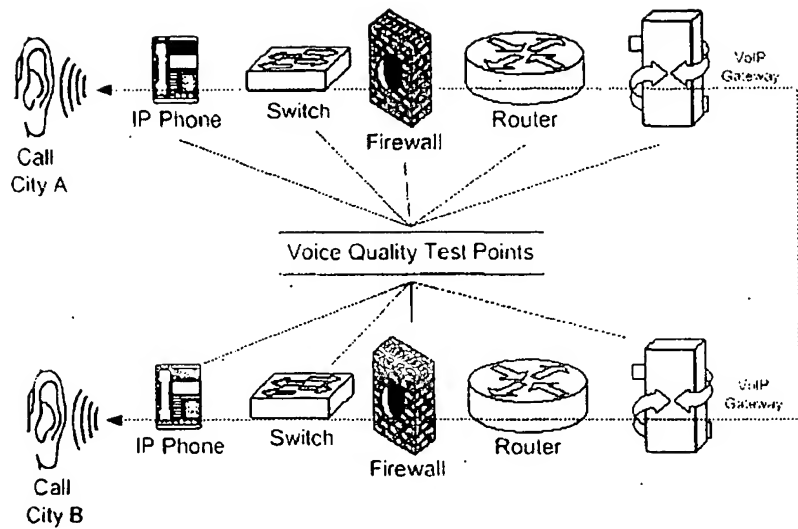 VoIP
Gateway
IP Phone
Switch
Firewall
Router
Call
City A
Voice Quality Test Points
VoIP
Gateway
IP Phone
Switch
Firewall
Router
Call
City B